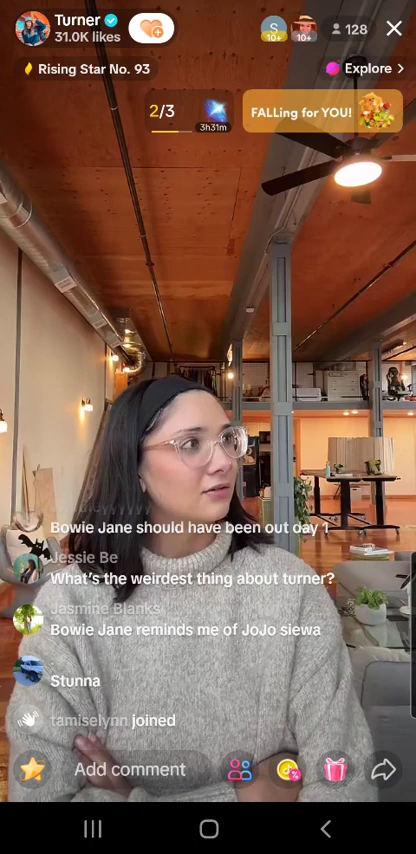 Turner
31.0K likes
S
10+
10+
128
Rising Star No. 93
Explore >
2/3
3h31m
FALLing for YOU!
Bowie Jane should have been out day 1
Jessie Be
What's the weirdest thing about turner?
Jasmine Blanks
Bowie Jane reminds me of JoJo siewa
Stunna
tamiselynn joined
Add comment